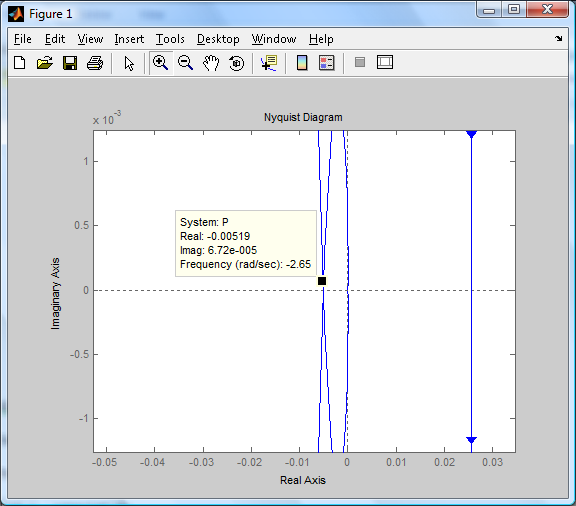 Figure 1
File Edit View Insert Tools Desktop Window Help
Nyquist Diagram
x 10^-3
1
0.5
0
-0.5
-1
Imaginary Axis
System: P
Real: -0.00519
Imag: 6.72e-005
Frequency (rad/sec): -2.65
-0.05 -0.04 -0.03 -0.02 -0.01 0 0.01 0.02 0.03
Real Axis